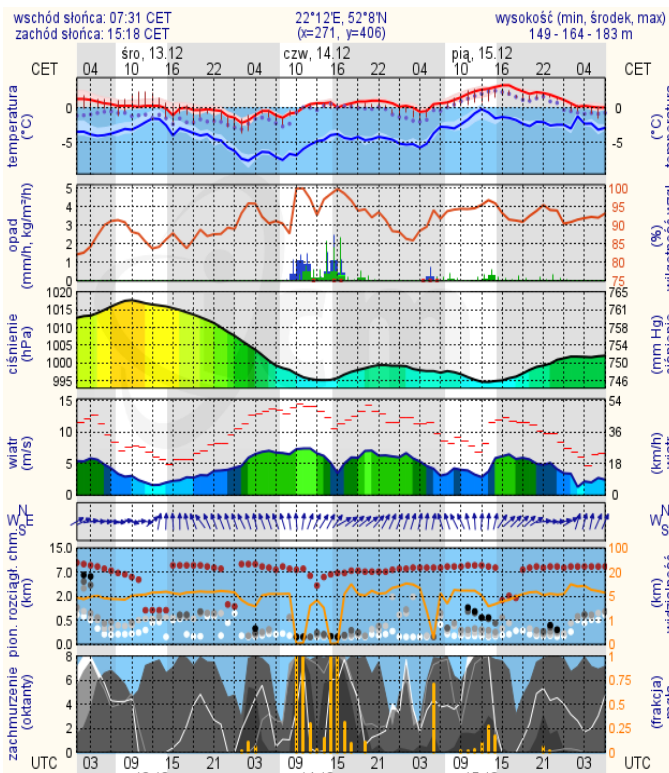 wschód słońca: 07:31 CET
zachód słońca: 15:18 CET
22°12'E, 52°8'N
(x=271, y=406)
wysokość (min, środek, max)
149 - 164 - 183 m
śro, 13.12 czw, 14.12 pią, 15.12
CET 04 10 16 22 04 10 16 22 04 10 16 22 04 CET
temperatura
(°C)
0
-5
0
-5
(°C)
opad
(mm/h, kg/m²/h)
5
4
3
2
1
0
100
95
90
85
80
75
(%)
ciśnienie
(hPa)
1020
1015
1010
1005
1000
995
765
761
758
754
750
746
(mm Hg)
wiatr
(m/s)
15
10
5
0
54
36
18
0
(km/h)
N
W E
S
N
W E
S
pion. rozciągł. chm.
(km)
15.0
7.0
2.0
0.5
0.0
100
20
5
1
0
(km)
zachmurzenie
(oktanty)
8
6
4
2
0
1
0.75
0.5
0.25
0
(frakcja)
UTC 03 09 15 21 03 09 15 21 03 09 15 21 03 UTC